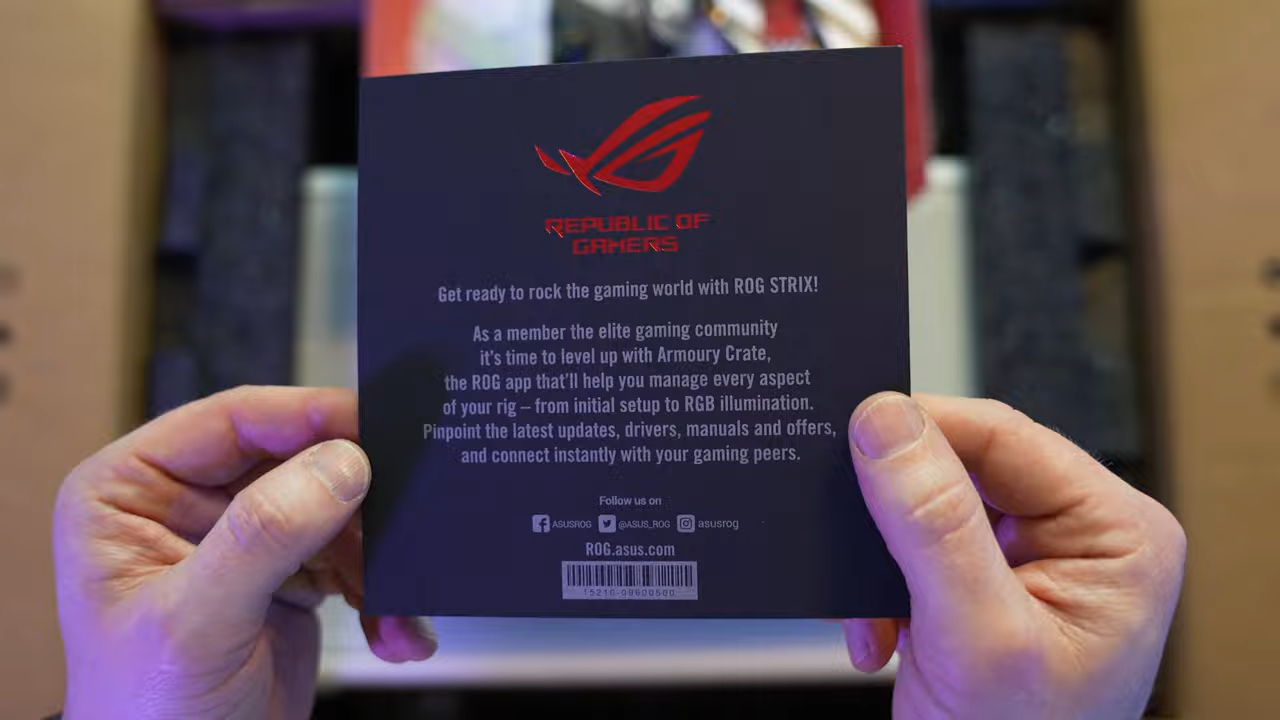 REPUBLIC OF
GAMERS
Get ready to rock the gaming world with ROG STRIX!
As a member the elite gaming community
it's time to level up with Armoury Crate,
the ROG app that'll help you manage every aspect
of your rig – from initial setup to RGB illumination.
Pinpoint the latest updates, drivers, manuals and offers,
and connect instantly with your gaming peers.
Follow us on
ASUSROG @ASUS_ROG asusrog
ROG.asus.com
15210-09600500